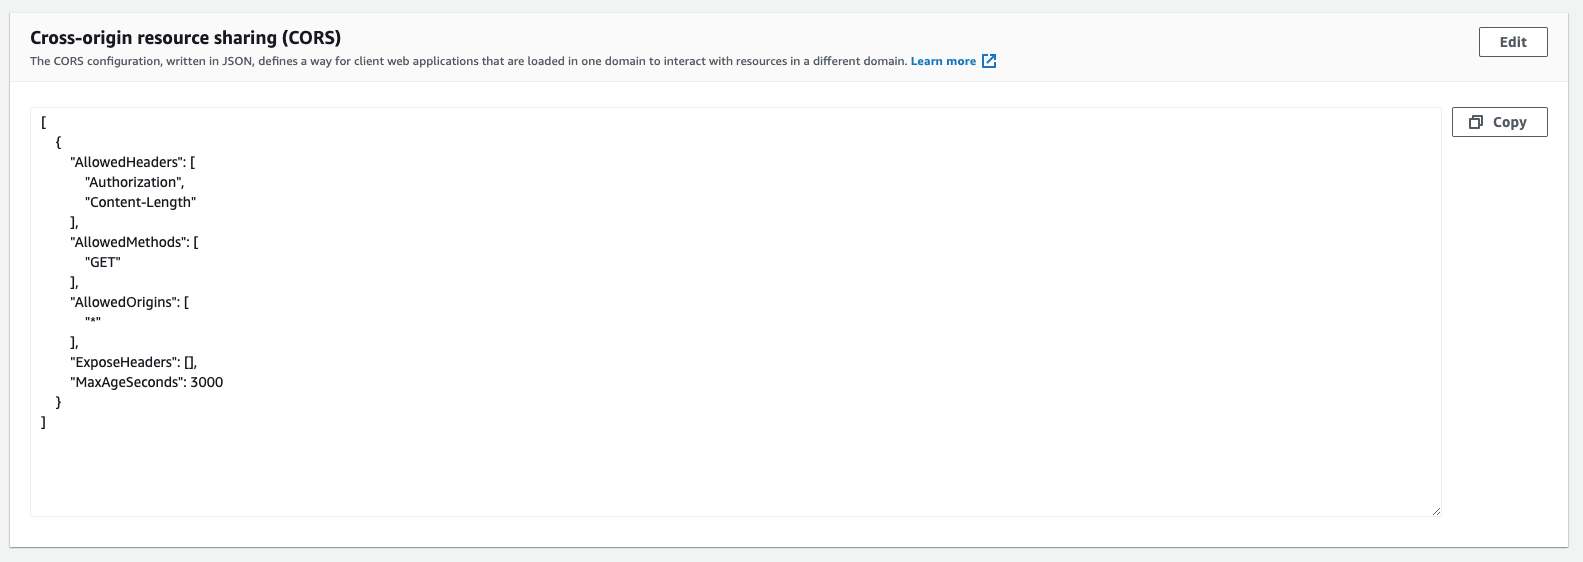 Cross-origin resource sharing (CORS)
Edit
The CORS configuration, written in JSON, defines a way for client web applications that are loaded in one domain to interact with resources in a different domain. Learn more
Copy
[
{
"AllowedHeaders": [
"Authorization",
"Content-Length"
],
"AllowedMethods": [
"GET"
],
"AllowedOrigins": [
"*"
],
"ExposeHeaders": [],
"MaxAgeSeconds": 3000
}
]